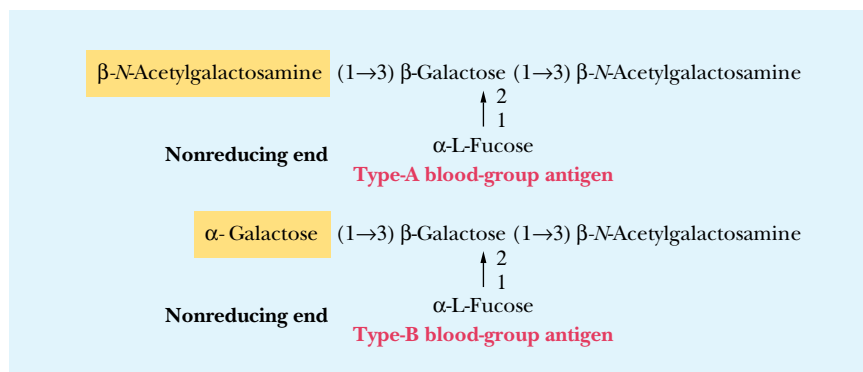 β-N-Acetylgalactosamine (1→3) β-Galactose (1→3) β-N-Acetylgalactosamine
2
1
α-L-Fucose
Nonreducing end
Type-A blood-group antigen
α- Galactose (1→3) β-Galactose (1→3) β-N-Acetylgalactosamine
2
1
α-L-Fucose
Nonreducing end
Type-B blood-group antigen